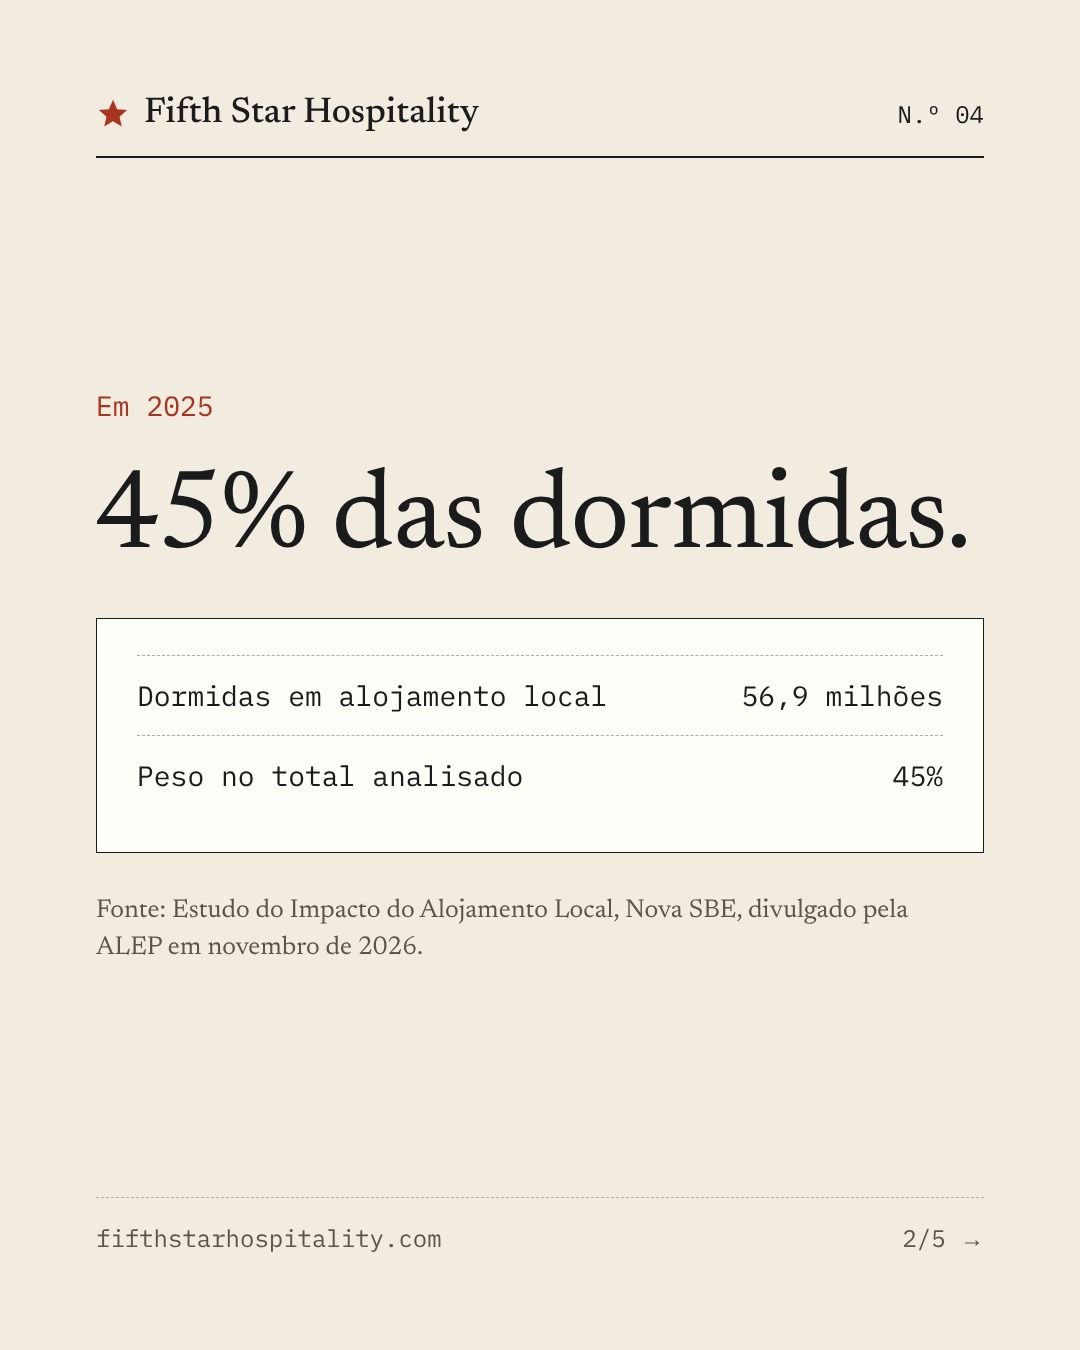 Fifth Star Hospitality
N.º 04
Em 2025
45% das dormidas.
Dormidas em alojamento local 56,9 milhões
Peso no total analisado 45%
Fonte: Estudo do Impacto do Alojamento Local, Nova SBE, divulgado pela
ALEP em novembro de 2026.
fifthstarhospitality.com
2/5 →